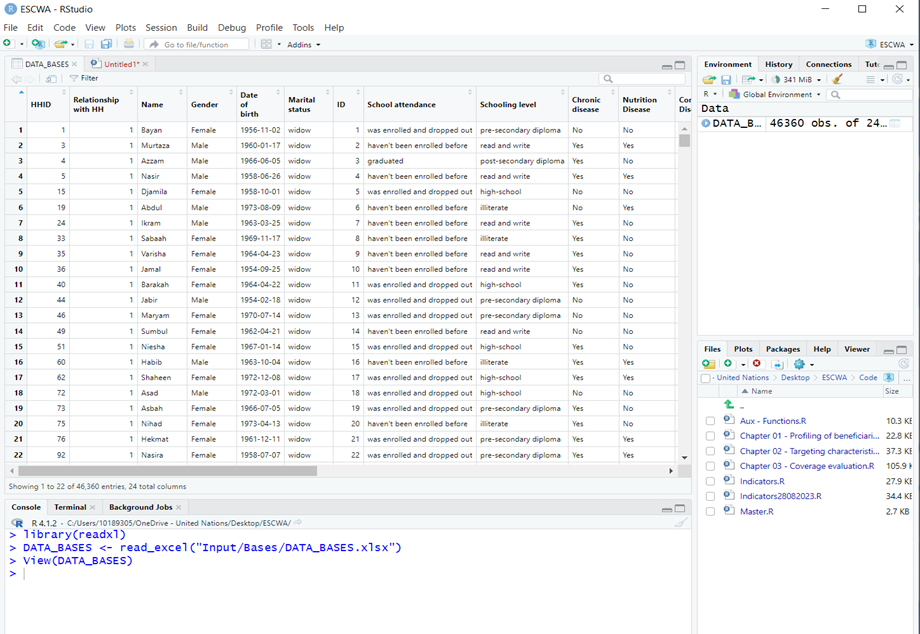 ESCWA - RStudio
File Edit Code View Plots Session Build Debug Profile Tools Help
Go to file/function Addins ESCWA
DATA_BASES Untitled1*
Filter
HHID Relationship with HH Name Gender Date of birth Marital status ID School attendance Schooling level Chronic disease Nutrition Disease Cor Dis
1 1 1 Bayan Female 1956-11-02 widow 1 was enrolled and dropped out pre-secondary diploma No No
2 3 1 Murtaza Male 1960-01-17 widow 2 haven't been enrolled before read and write Yes Yes
3 4 1 Azzam Male 1966-06-05 widow 3 graduated post-secondary diploma Yes No
4 5 1 Nasir Male 1958-06-26 widow 4 haven't been enrolled before read and write Yes Yes
5 15 1 Djamila Female 1958-10-01 widow 5 was enrolled and dropped out high-school No No
6 19 1 Abdul Male 1973-08-09 widow 6 haven't been enrolled before illiterate No Yes
7 24 1 Ikram Male 1963-03-25 widow 7 haven't been enrolled before read and write Yes No
8 33 1 Sabaah Female 1969-11-17 widow 8 haven't been enrolled before illiterate Yes No
9 35 1 Varisha Female 1964-04-23 widow 9 haven't been enrolled before read and write Yes No
10 36 1 Jamal Female 1954-09-25 widow 10 haven't been enrolled before read and write Yes No
11 40 1 Barakah Female 1964-04-22 widow 11 was enrolled and dropped out high-school Yes No
12 44 1 Jabir Male 1954-02-18 widow 12 was enrolled and dropped out pre-secondary diploma No No
13 46 1 Maryam Female 1970-07-14 widow 13 was enrolled and dropped out pre-secondary diploma No No
14 49 1 Sumbul Female 1962-04-21 widow 14 haven't been enrolled before read and write No No
15 51 1 Niesha Female 1967-01-14 widow 15 was enrolled and dropped out high-school Yes No
16 60 1 Habib Male 1963-10-04 widow 16 haven't been enrolled before illiterate Yes Yes
17 62 1 Shaheen Female 1972-12-08 widow 17 was enrolled and dropped out high-school Yes Yes
18 72 1 Asad Male 1972-03-01 widow 18 was enrolled and dropped out high-school No No
19 73 1 Asbah Female 1966-07-05 widow 19 was enrolled and dropped out pre-secondary diploma Yes No
20 75 1 Nihad Female 1973-04-13 widow 20 haven't been enrolled before illiterate Yes Yes
21 76 1 Hekmat Female 1961-12-11 widow 21 was enrolled and dropped out pre-secondary diploma Yes Yes
22 92 1 Nasira Female 1958-07-07 widow 22 was enrolled and dropped out pre-secondary diploma Yes Yes
Showing 1 to 22 of 46,360 entries, 24 total columns
Console Terminal Background Jobs
R 4.1.2 · C:/Users/10189305/OneDrive - United Nations/Desktop/ESCWA/
> library(readxl)
> DATA_BASES <- read_excel("Input/Bases/DATA_BASES.xlsx")
> View(DATA_BASES)
>
Environment History Connections Tut
341 MiB
R Global Environment
Data
DATA_B... 46360 obs. of 24...
Files Plots Packages Help Viewer
United Nations Desktop ESCWA Code ...
Name Size
..
Aux - Functions.R 10.3 KE
Chapter 01 - Profiling of beneficiari... 22.8 KE
Chapter 02 - Targeting characteristi... 37.3 KE
Chapter 03 - Coverage evaluation.R 105.9 K
Indicators.R 27.9 KE
Indicators28082023.R 34.4 KE
Master.R 2.7 KB